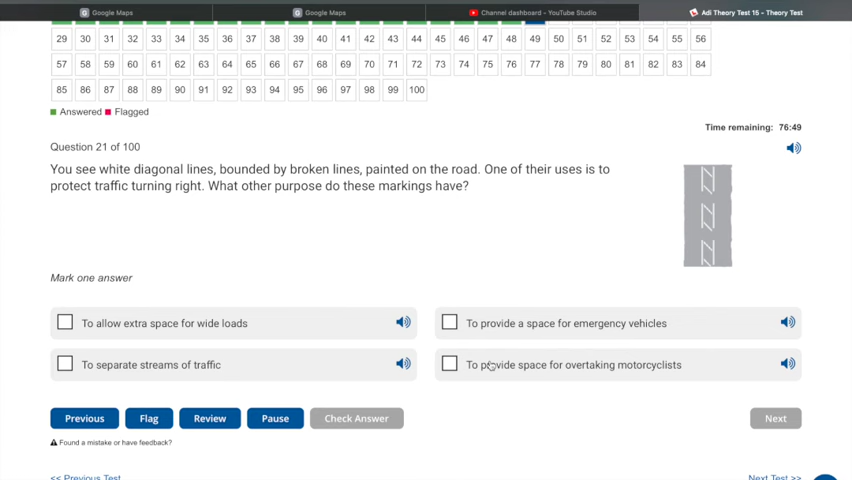 Google Maps
Google Maps
Channel dashboard - YouTube Studio
Adi Theory Test 15 - Theory Test
29 30 31 32 33 34 35 36 37 38 39 40 41 42 43 44 45 46 47 48 49 50 51 52 53 54 55 56
57 58 59 60 61 62 63 64 65 66 67 68 69 70 71 72 73 74 75 76 77 78 79 80 81 82 83 84
85 86 87 88 89 90 91 92 93 94 95 96 97 98 99 100
Answered Flagged
Time remaining: 76:49
Question 21 of 100
You see white diagonal lines, bounded by broken lines, painted on the road. One of their uses is to
protect traffic turning right. What other purpose do these markings have?
Mark one answer
To allow extra space for wide loads
To provide a space for emergency vehicles
To separate streams of traffic
To provide space for overtaking motorcyclists
Previous
Flag
Review
Pause
Check Answer
Next
Found a mistake or have feedback?
<< Previous Test
Next Test >>